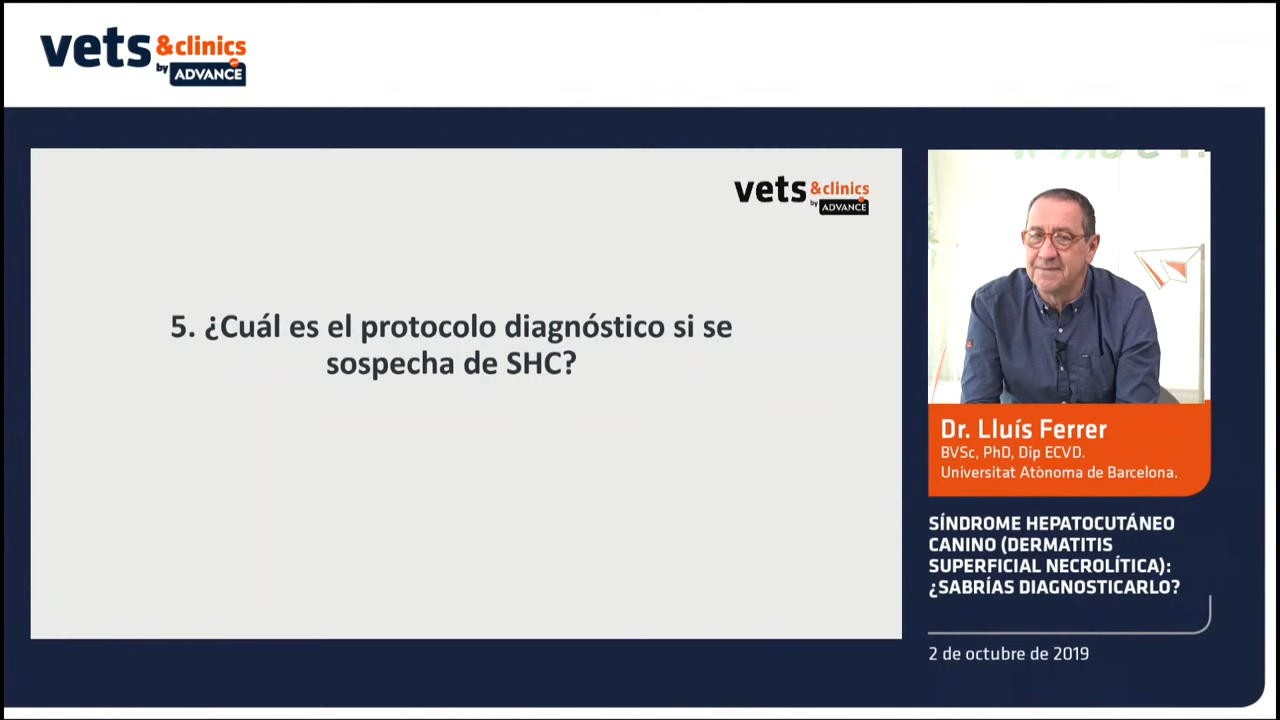 vets &clinics
by ADVANCE
vets &clinics
by ADVANCE
5. ¿Cuál es el protocolo diagnóstico si se
sospecha de SHC?
Dr. Lluís Ferrer
BVSc, PhD, Dip ECVD.
Universitat Atònoma de Barcelona.
SÍNDROME HEPATOCUTÁNEO
CANINO (DERMATITIS
SUPERFICIAL NECROLÍTICA):
¿SABRÍAS DIAGNOSTICARLO?
2 de octubre de 2019